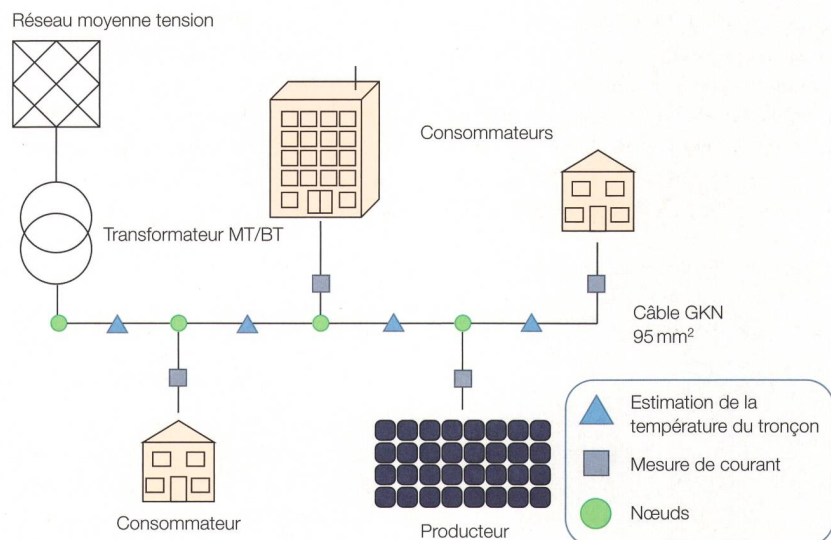 Réseau moyenne tension
Consommateurs
Transformateur MT/BT
Câble GKN
95 mm²
Estimation de la
température du tronçon
Mesure de courant
Nœuds
Consommateur
Producteur